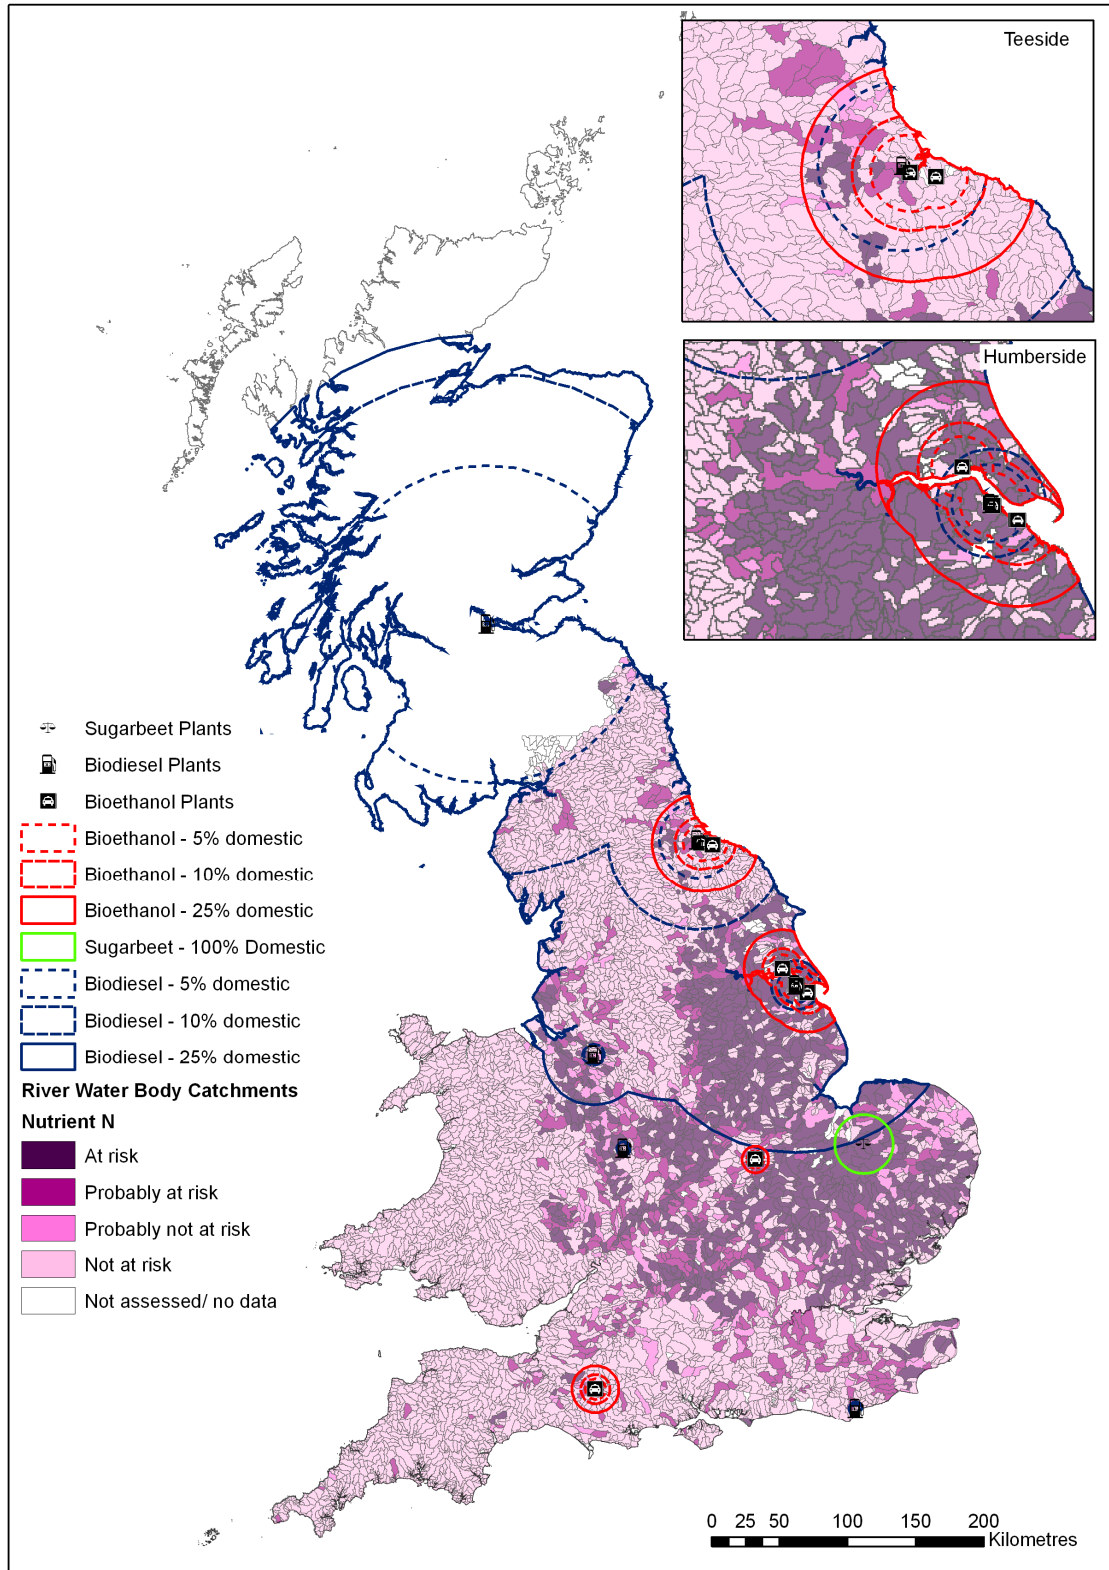 Teeside
Humberside
Sugarbeet Plants
Biodiesel Plants
Bioethanol Plants
Bioethanol - 5% domestic
Bioethanol - 10% domestic
Bioethanol - 25% domestic
Sugarbeet - 100% Domestic
Biodiesel - 5% domestic
Biodiesel - 10% domestic
Biodiesel - 25% domestic
River Water Body Catchments
Nutrient N
At risk
Probably at risk
Probably not at risk
Not at risk
Not assessed/ no data
0 25 50 100 150 200
Kilometres